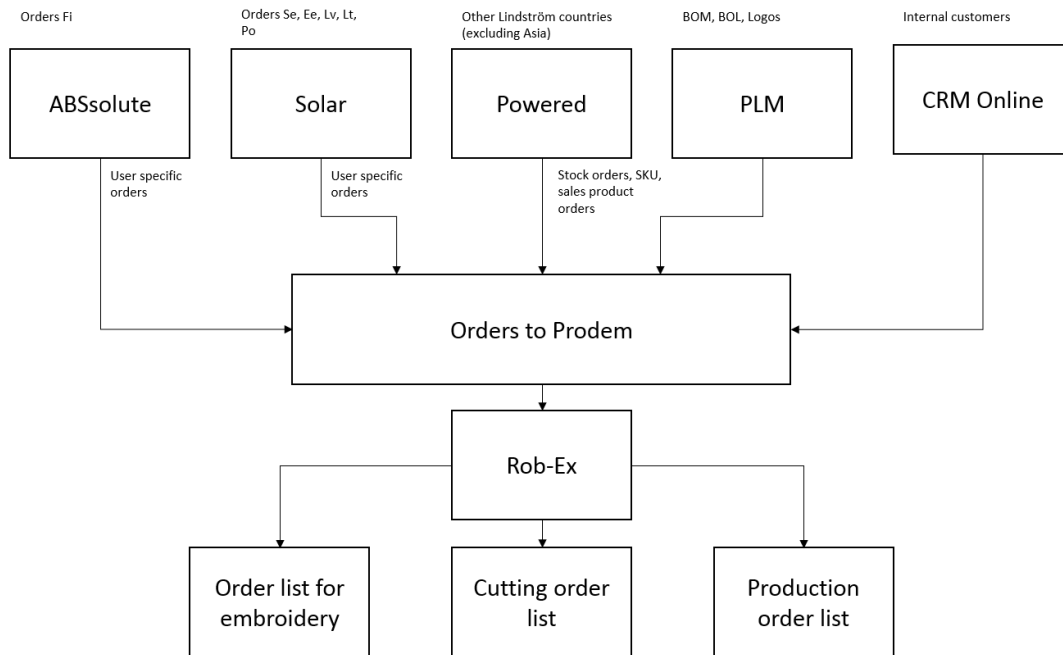 Orders Fi
Orders Se, Ee, Lv, Lt,
Po
Other Lindström countries
(excluding Asia)
BOM, BOL, Logos
Internal customers
ABSsolute
Solar
Powered
PLM
CRM Online
User specific
orders
User specific
orders
Stock orders, SKU,
sales product
orders
Orders to Prodem
Rob-Ex
Order list for
embroidery
Cutting order
list
Production
order list